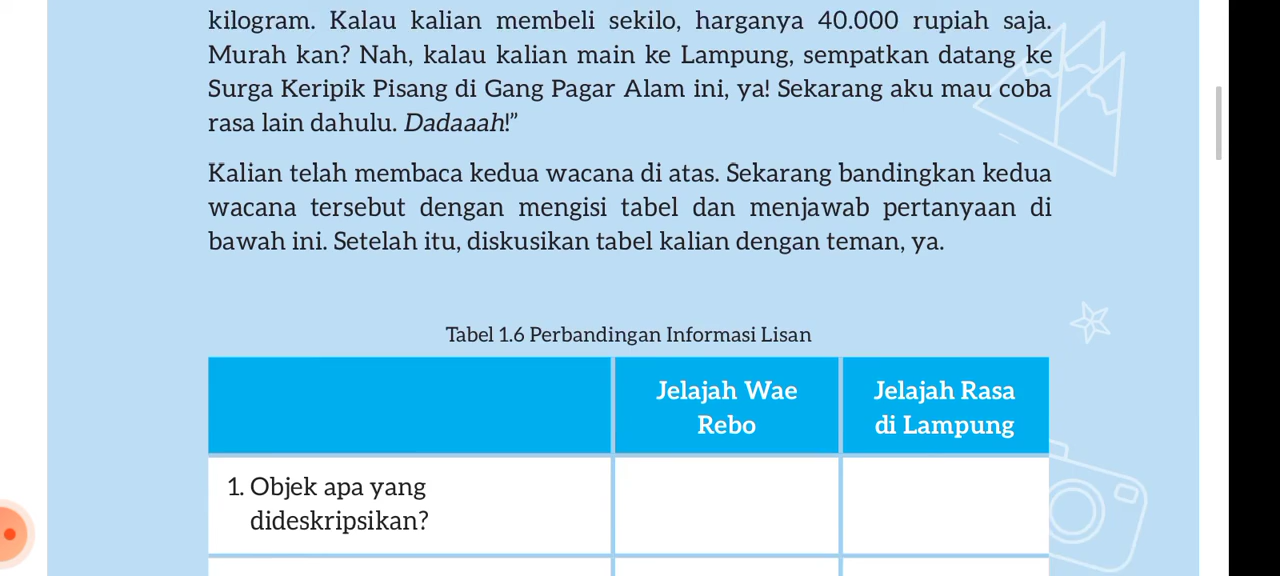 kilogram. Kalau kalian membeli sekilo, harganya 40.000 rupiah saja.
Murah kan? Nah, kalau kalian main ke Lampung, sempatkan datang ke
Surga Keripik Pisang di Gang Pagar Alam ini, ya! Sekarang aku mau coba
rasa lain dahulu. Dadaaah!”
Kalian telah membaca kedua wacana di atas. Sekarang bandingkan kedua
wacana tersebut dengan mengisi tabel dan menjawab pertanyaan di
bawah ini. Setelah itu, diskusikan tabel kalian dengan teman, ya.
Tabel 1.6 Perbandingan Informasi Lisan
Jelajah Wae
Rebo
Jelajah Rasa
di Lampung
1. Objek apa yang
dideskripsikan?